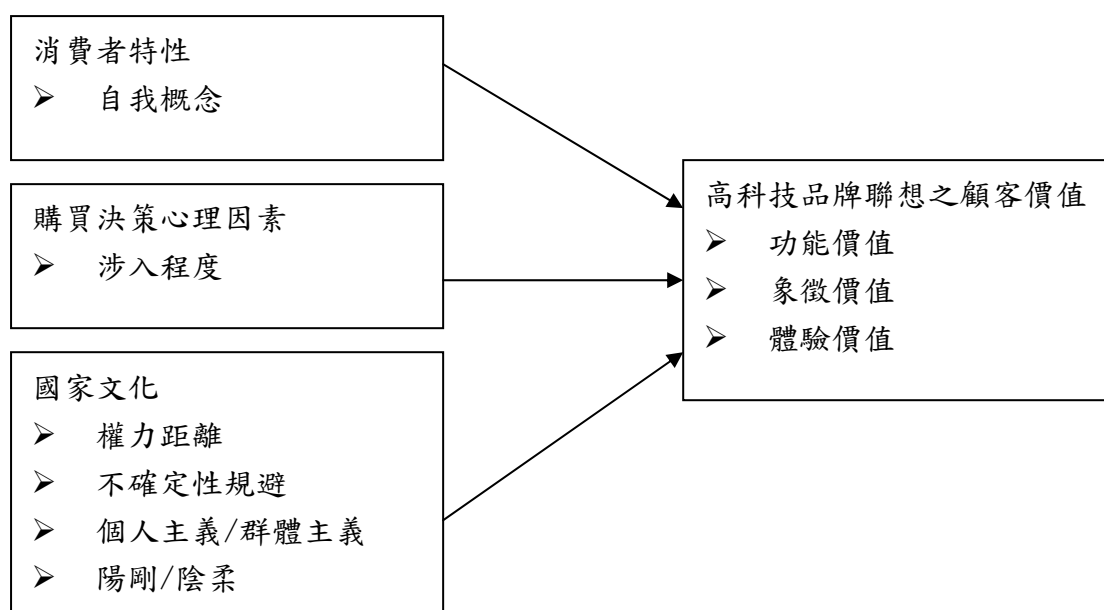 消費者特性
➢ 自我概念
購買決策心理因素
➢ 涉入程度
國家文化
➢ 權力距離
➢ 不確定性規避
➢ 個人主義/群體主義
➢ 陽剛/陰柔
高科技品牌聯想之顧客價值
➢ 功能價值
➢ 象徵價值
➢ 體驗價值